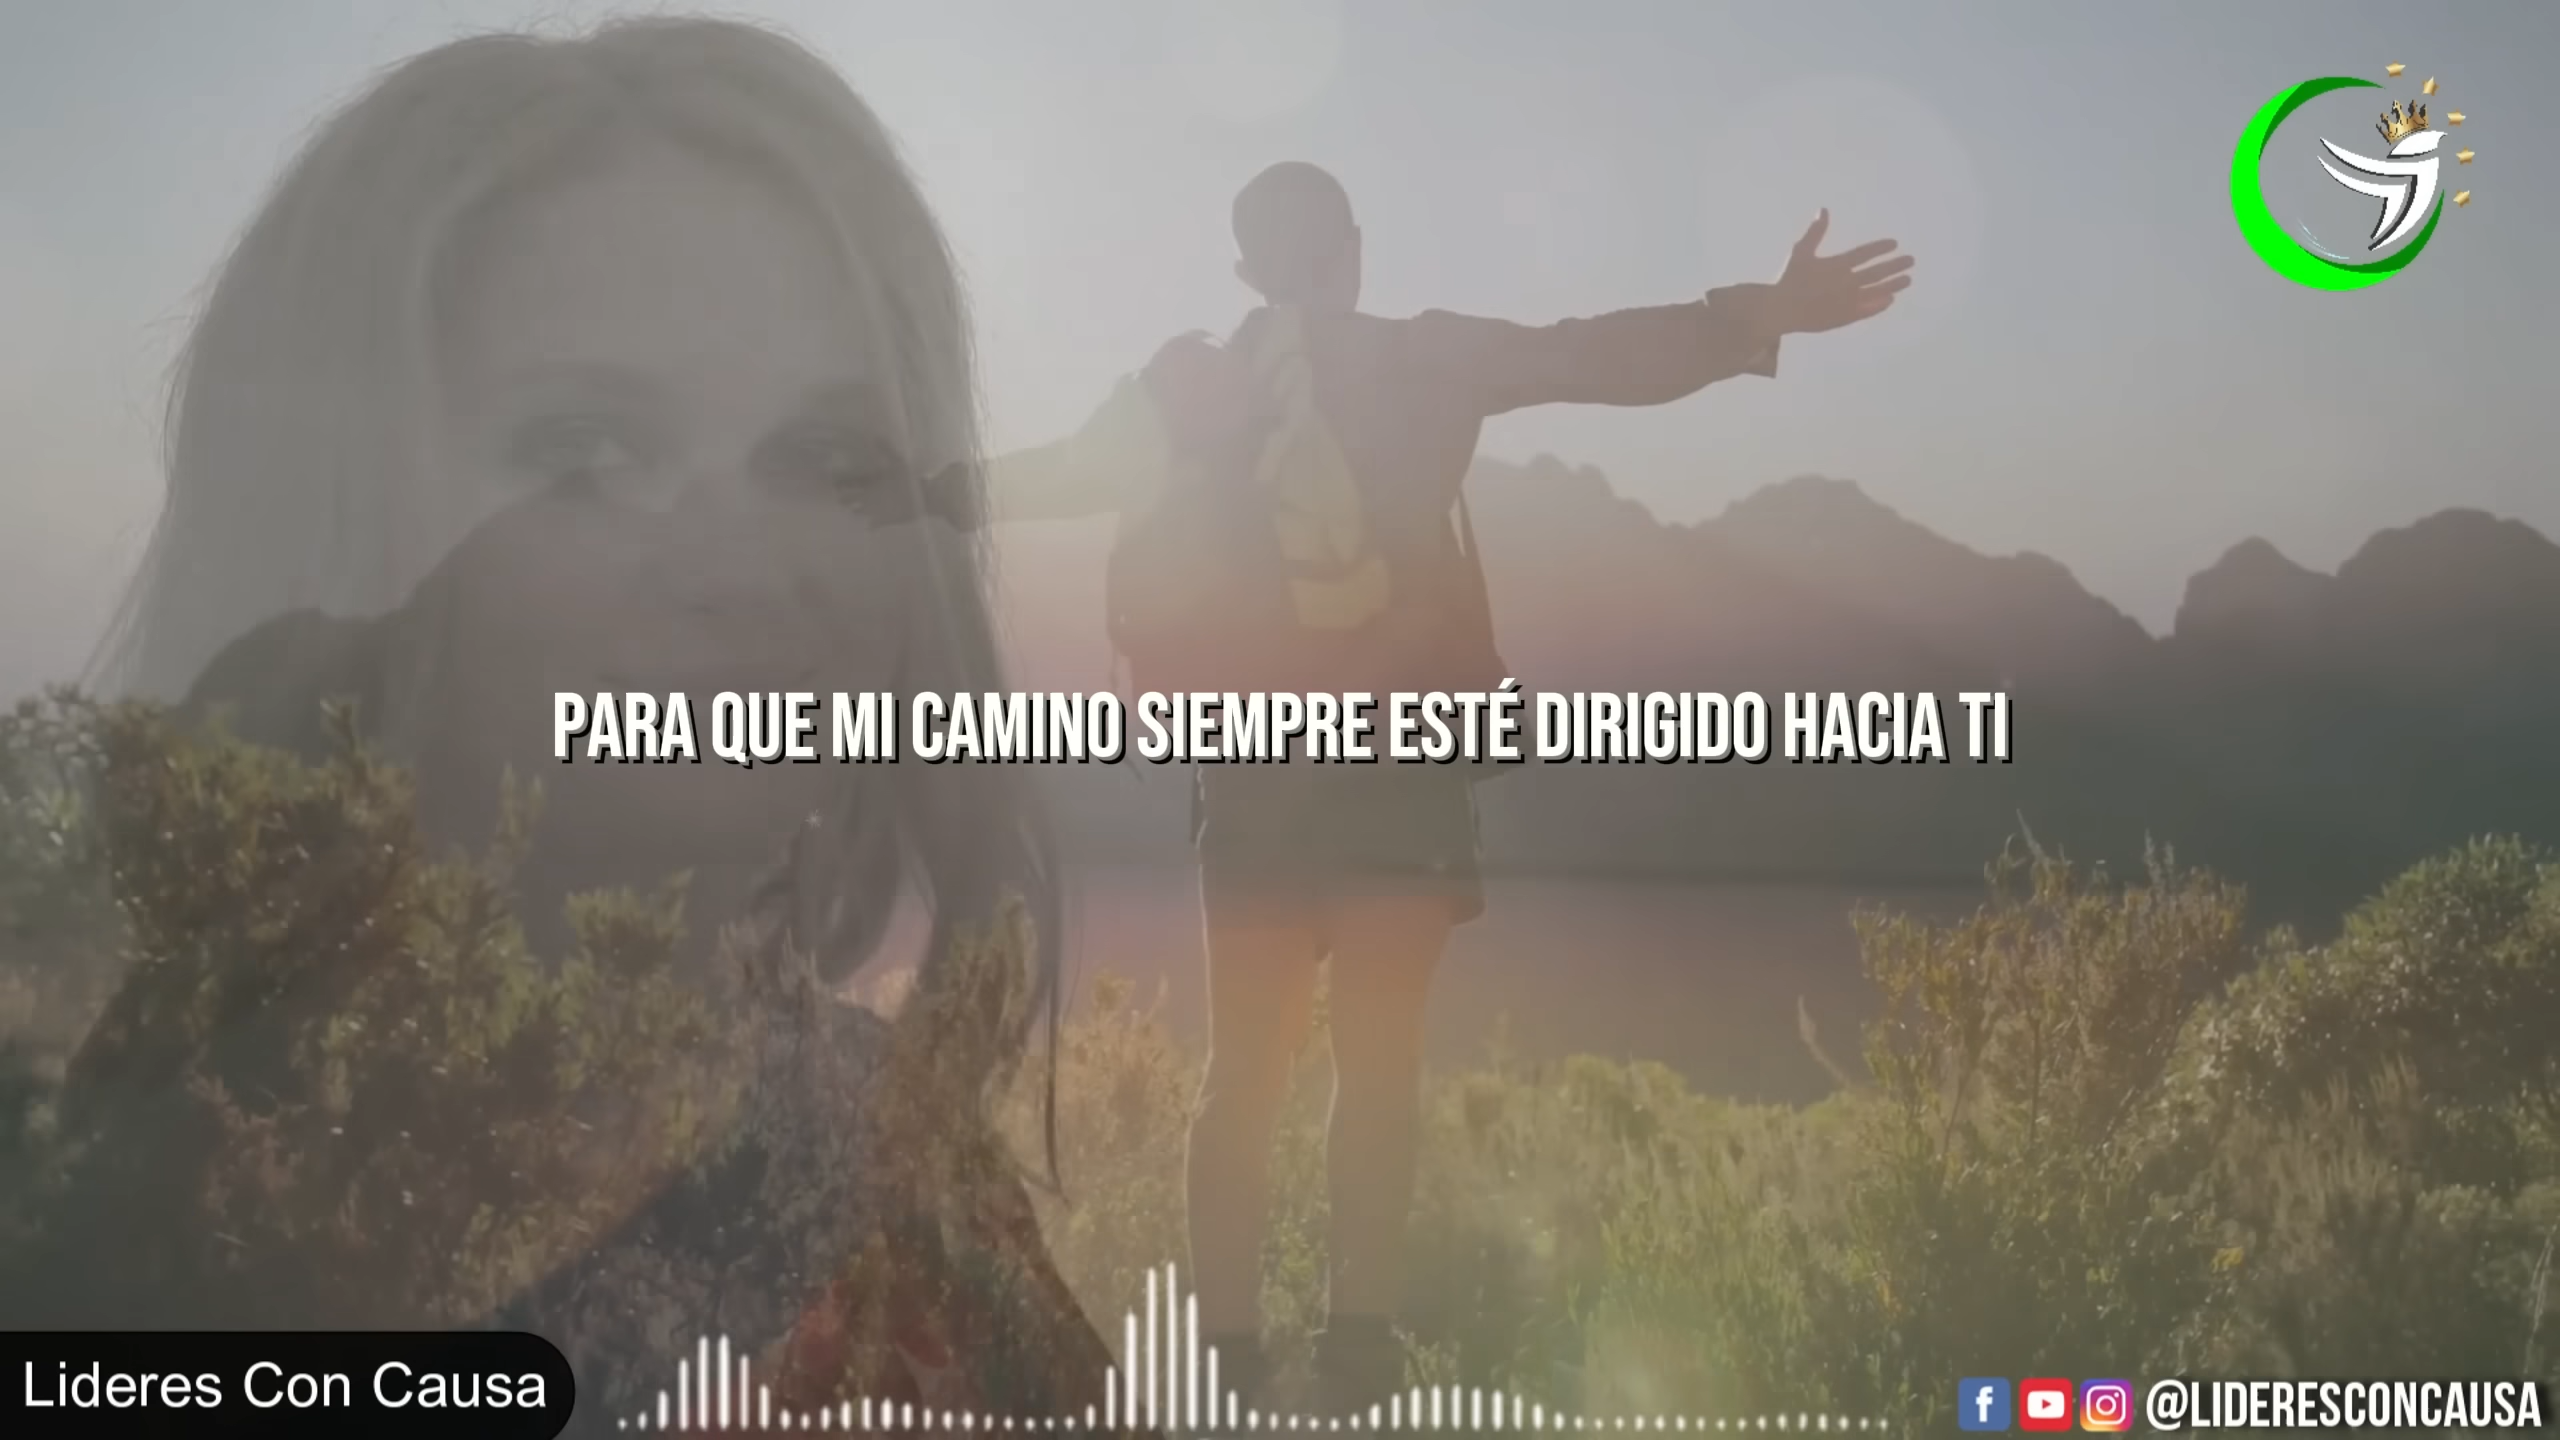 PARA QUE MI CAMINO SIEMPRE ESTÉ DIRIGIDO HACIA TI
Lideres Con Causa
@LIDERESCONCAUSA